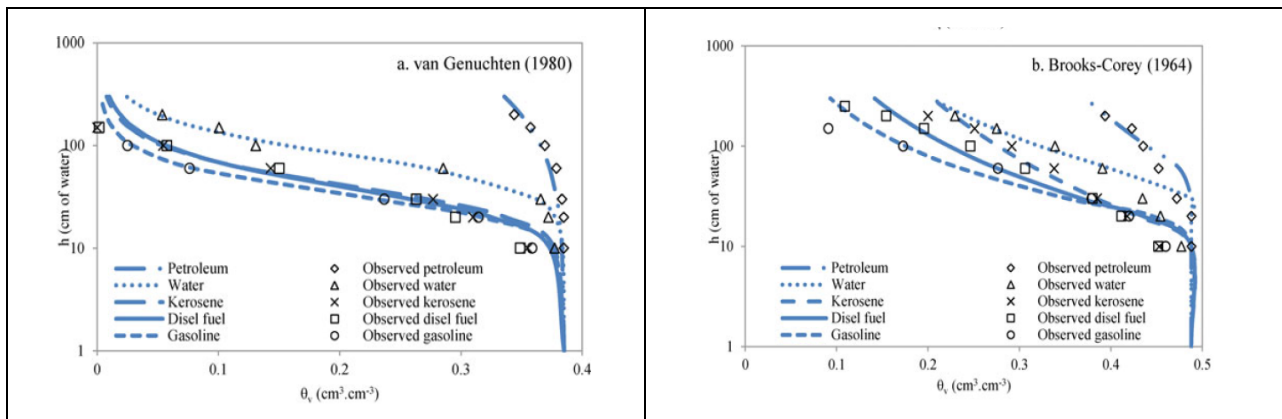 1000
a. van Genuchten (1980)
100
h (cm of water)
10
Petroleum
Observed petroleum
Water
Observed water
Kerosene
Observed kerosene
Disel fuel
Observed disel fuel
Gasoline
Observed gasoline
1
0
0.1
0.2
0.3
0.4
θv (cm³.cm⁻³)
1000
b. Brooks-Corey (1964)
100
h (cm of water)
10
Petroleum
Observed petroleum
Water
Observed water
Kerosene
Observed kerosene
Disel fuel
Observed disel fuel
Gasoline
Observed gasoline
1
0
0.1
0.2
0.3
0.4
0.5
θv (cm³.cm⁻³)